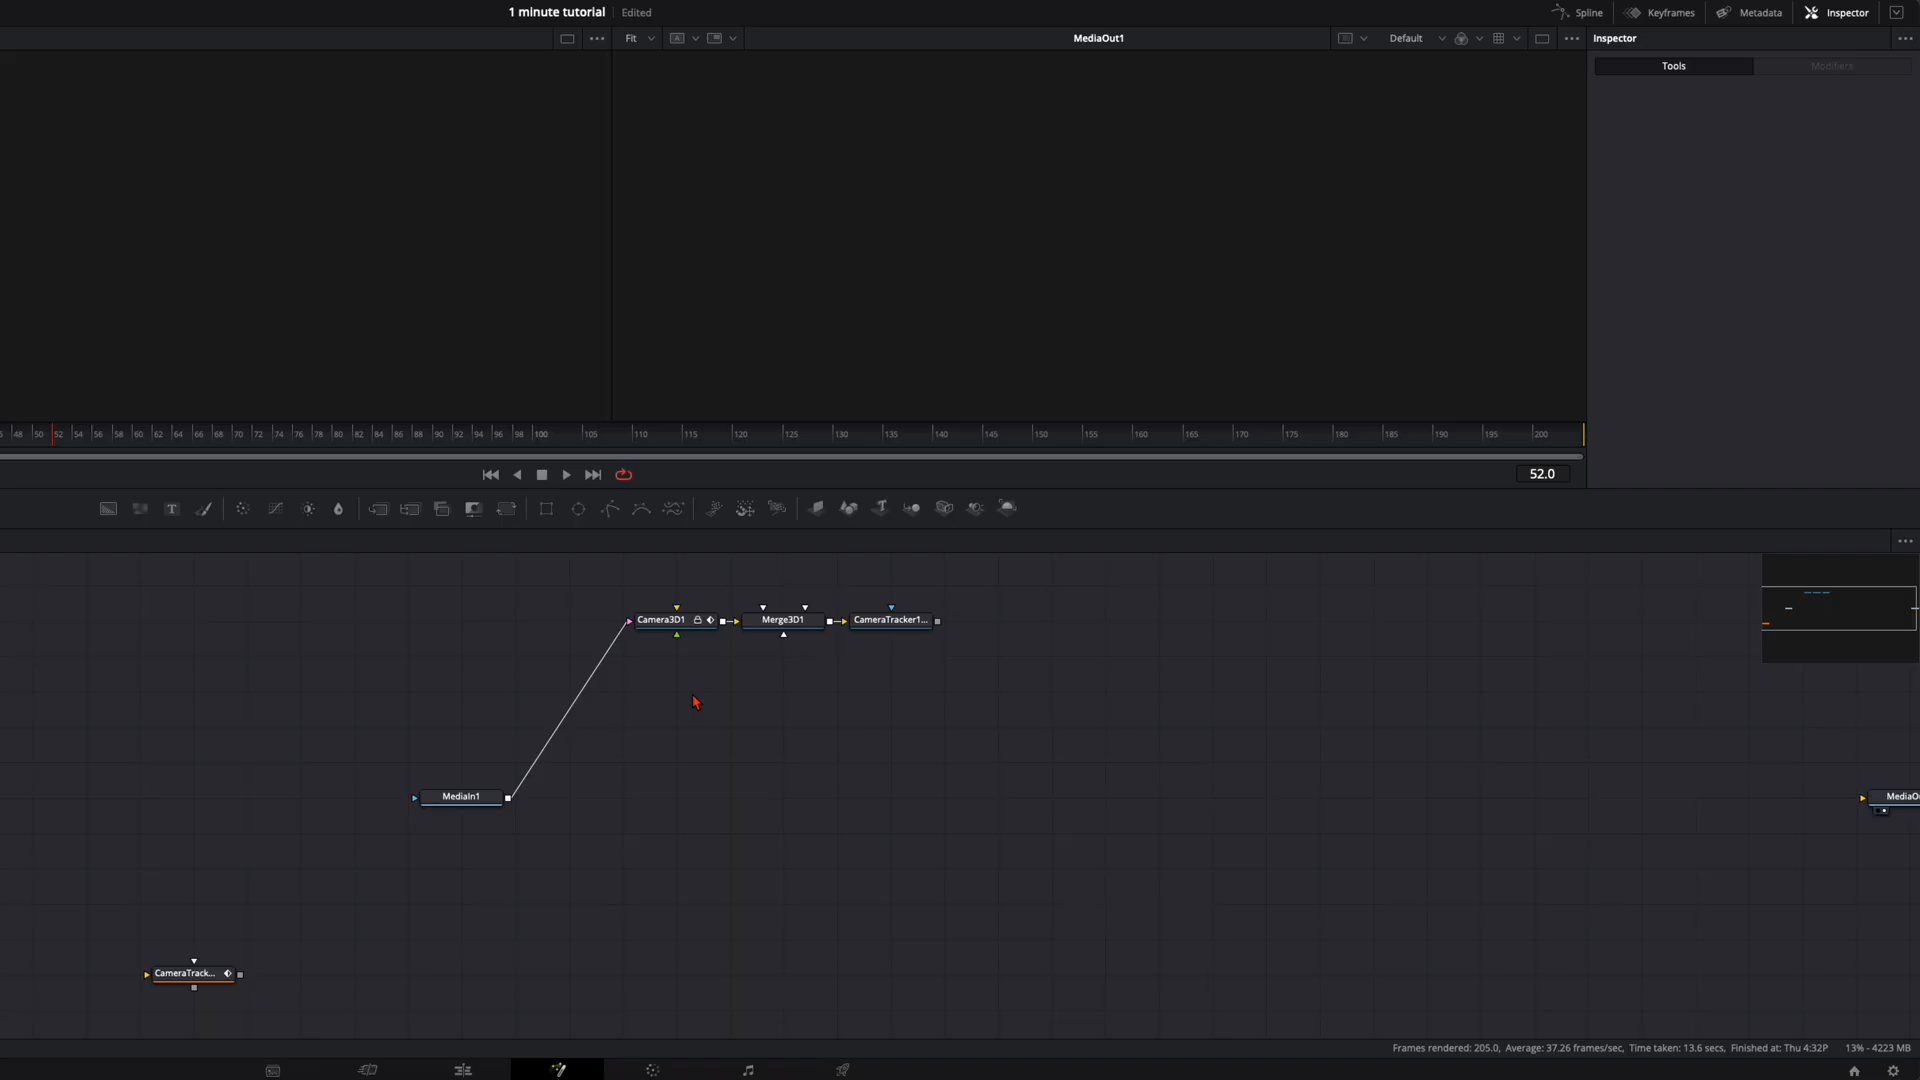 1 minute tutorial Edited Spline Keyframes Metadata Inspector
Fit MediaOut1 Default Inspector
Tools Modifiers
48 50 52 54 56 58 60 62 64 66 68 70 72 74 76 78 80 82 84 86 88 90 92 94 96 98 100 105 110 115 120 125 130 135 140 145 150 155 160 165 170 175 180 185 190 195 200
52.0
Camera3D1 Merge3D1 CameraTracker1...
MediaIn1 MediaO
CameraTrack...
Frames rendered: 205.0, Average: 37.26 frames/sec, Time taken: 13.6 secs, Finished at: Thu 4:32P 13% - 4223 MB